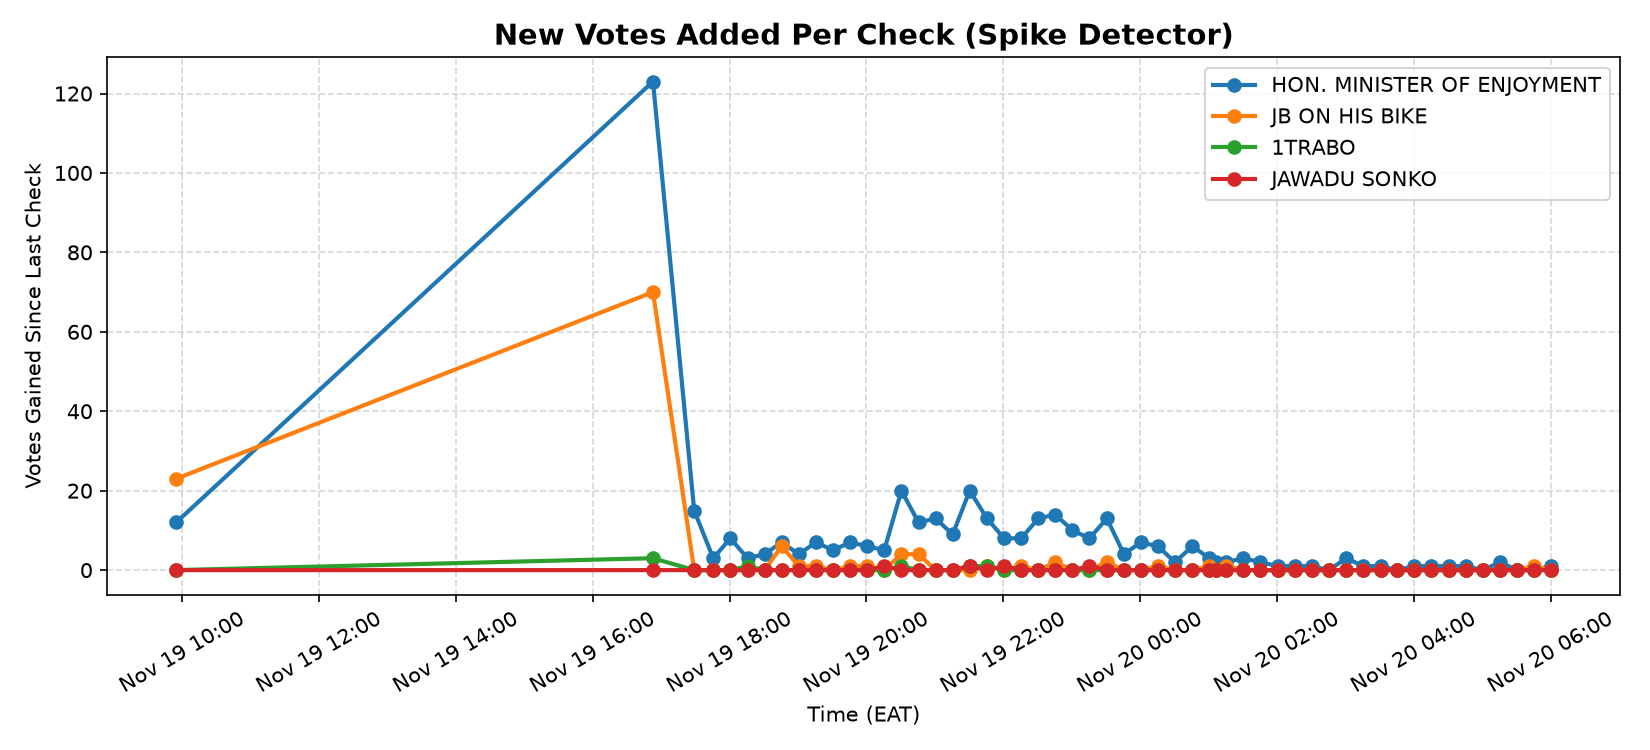 New Votes Added Per Check (Spike Detector)
HON. MINISTER OF ENJOYMENT
JB ON HIS BIKE
1TRABO
JAWADU SONKO
Votes Gained Since Last Check
120
100
80
60
40
20
0
Nov 19 10:00
Nov 19 12:00
Nov 19 14:00
Nov 19 16:00
Nov 19 18:00
Nov 19 20:00
Nov 19 22:00
Nov 20 00:00
Nov 20 02:00
Nov 20 04:00
Nov 20 06:00
Time (EAT)